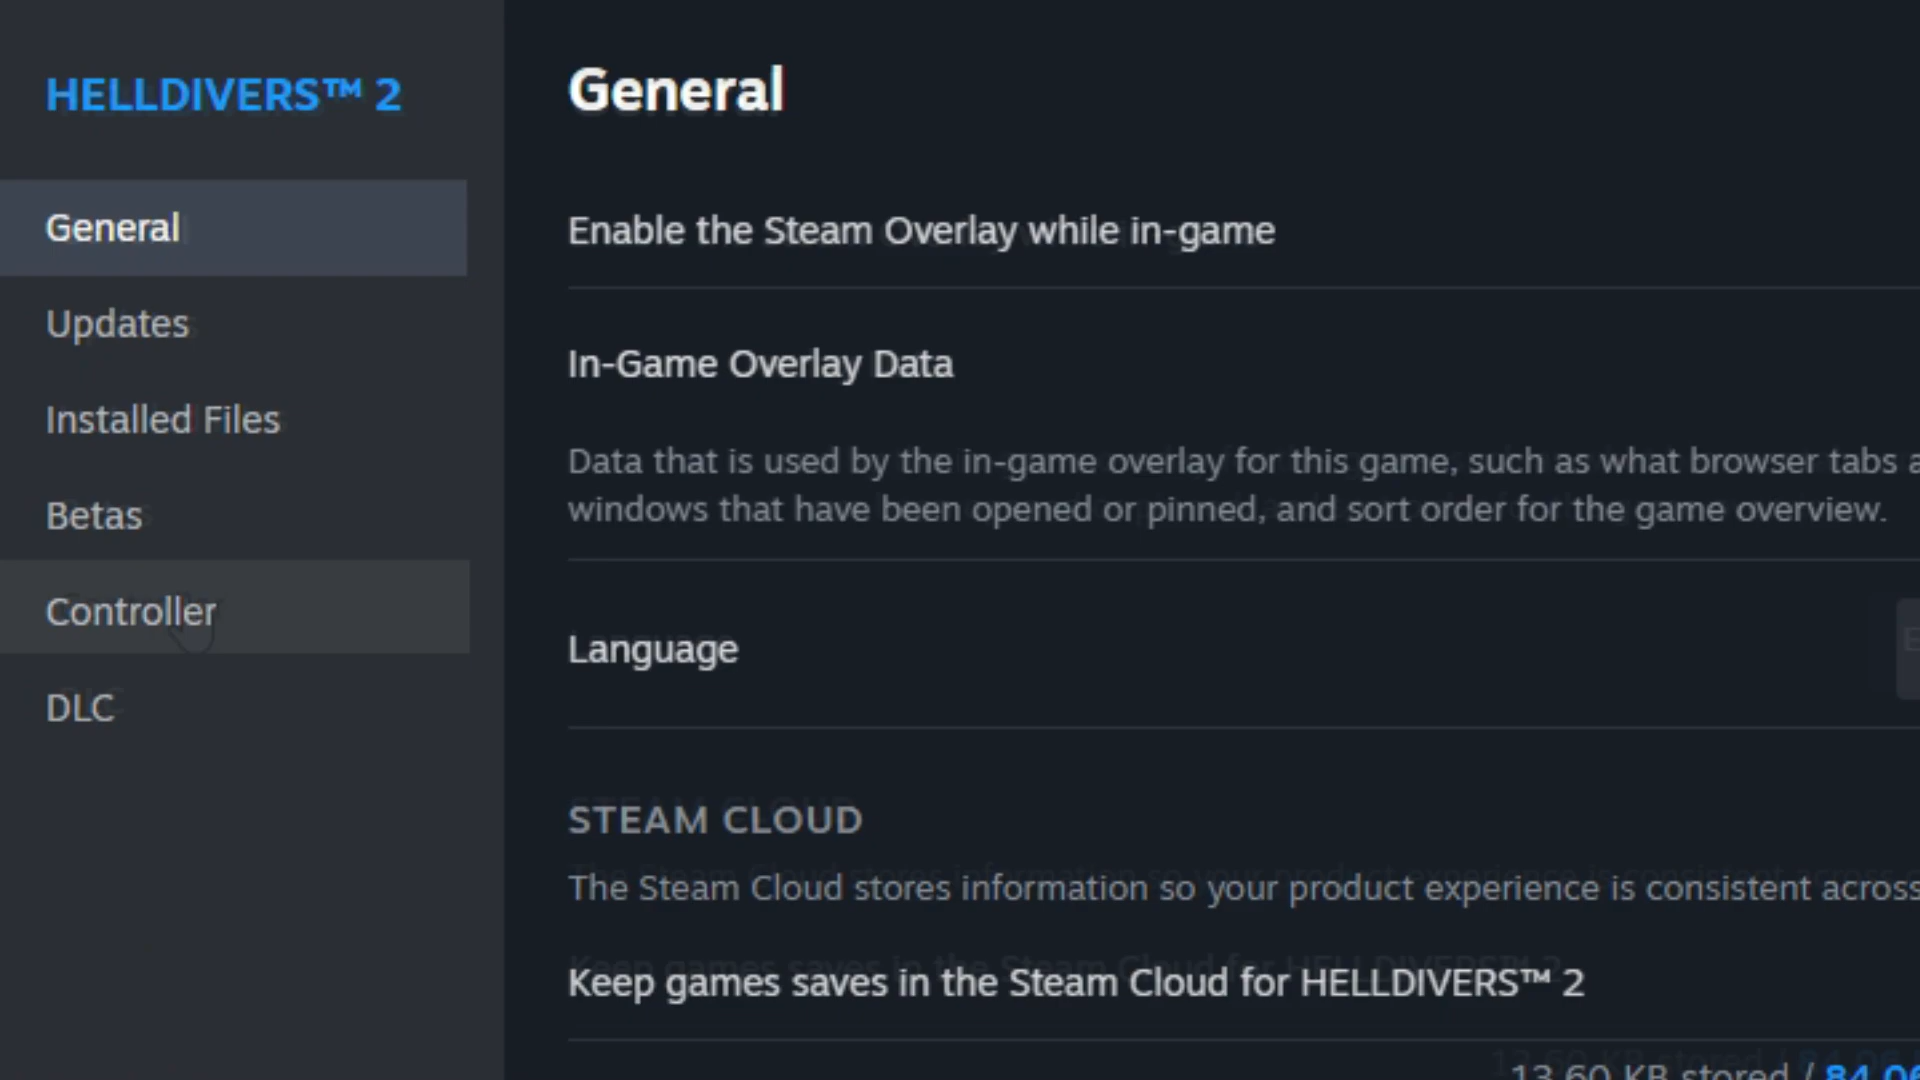 HELLDIVERS™ 2
General
Updates
Installed Files
Betas
Controller
DLC
General
Enable the Steam Overlay while in-game
In-Game Overlay Data
Data that is used by the in-game overlay for this game, such as what browser tabs
windows that have been opened or pinned, and sort order for the game overview.
Language
STEAM CLOUD
The Steam Cloud stores information so your product experience is consistent across
Keep games saves in the Steam Cloud for HELLDIVERS™ 2
13.60 KB stored /